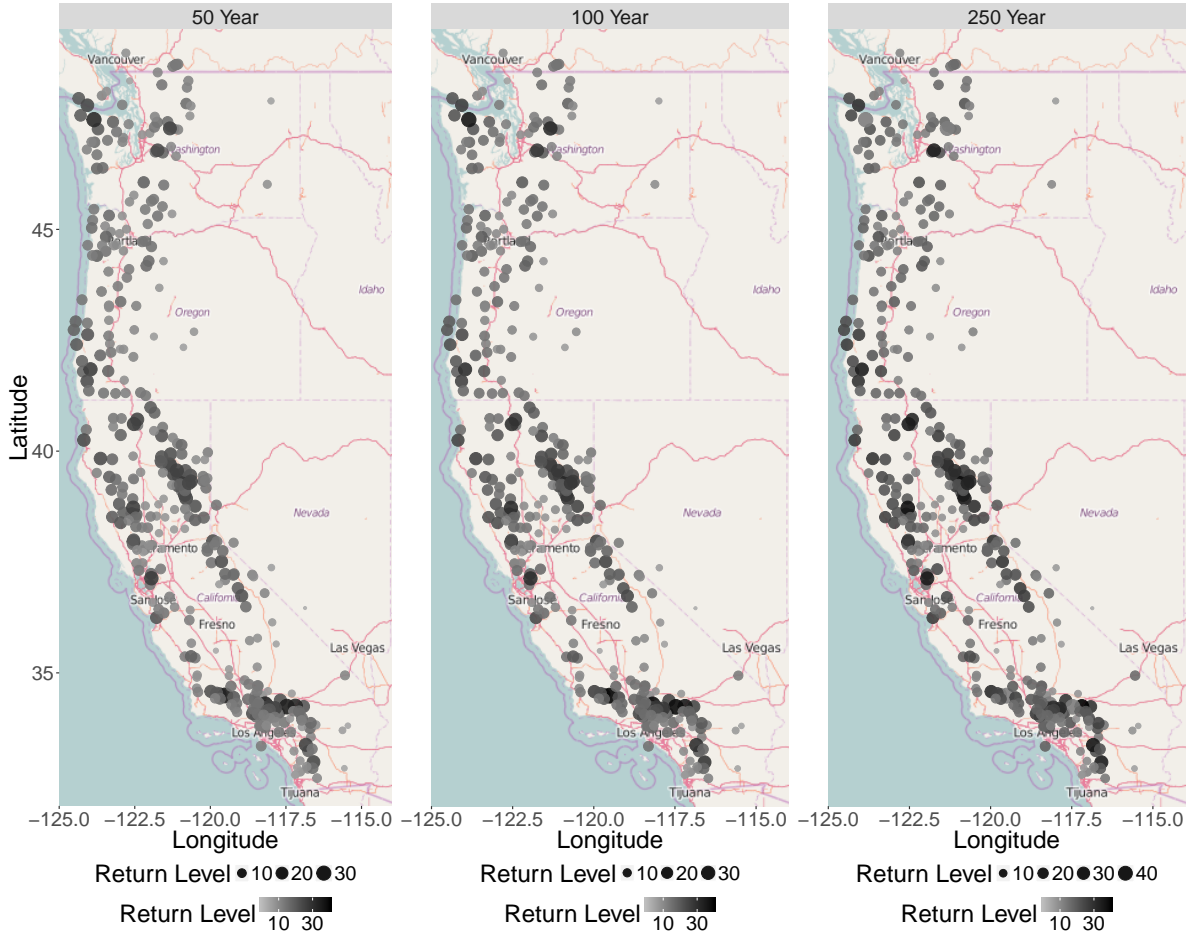 50 Year
100 Year
250 Year
Vancouver
Vancouver
Vancouver
Washington
Washington
Washington
Portland
Portland
Portland
45
Idaho
Idaho
Idaho
Oregon
Oregon
Oregon
Latitude
40
Nevada
Nevada
Nevada
Sacramento
Sacramento
Sacramento
San Jose
California
San Jose
California
San Jose
California
Fresno
Fresno
Fresno
Las Vegas
Las Vegas
Las Vegas
35
Los Angeles
Los Angeles
Los Angeles
Tijuana
Tijuana
Tijuana
−125.0 −122.5 −120.0 −117.5 −115.0
−125.0 −122.5 −120.0 −117.5 −115.0
−125.0 −122.5 −120.0 −117.5 −115.0
Longitude
Longitude
Longitude
Return Level 10 20 30
Return Level 10 20 30
Return Level 10 20 30 40
Return Level 10 30
Return Level 10 30
Return Level 10 30